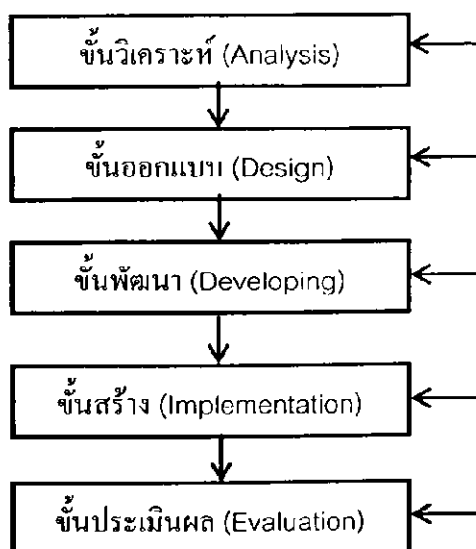 ขั้นวิเคราะห์ (Analysis)
ขั้นออกแบบ (Design)
ขั้นพัฒนา (Developing)
ขั้นสร้าง (Implementation)
ขั้นประเมินผล (Evaluation)